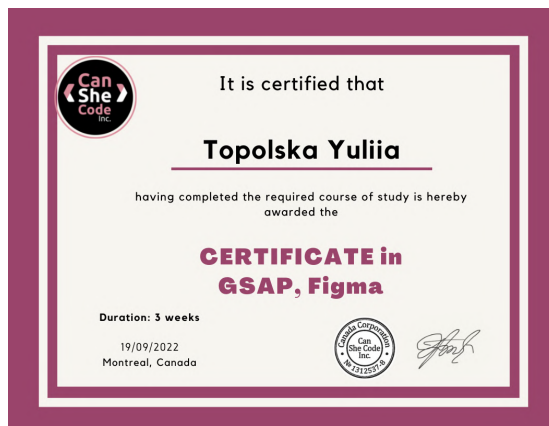 Can
She
Code
Inc.
It is certified that
Topolska Yuliia
having completed the required course of study is hereby
awarded the
CERTIFICATE in
GSAP, Figma
Duration: 3 weeks
19/09/2022
Montreal, Canada
Canada Corporation
Can
She Code
Inc.
№ 1312537-8